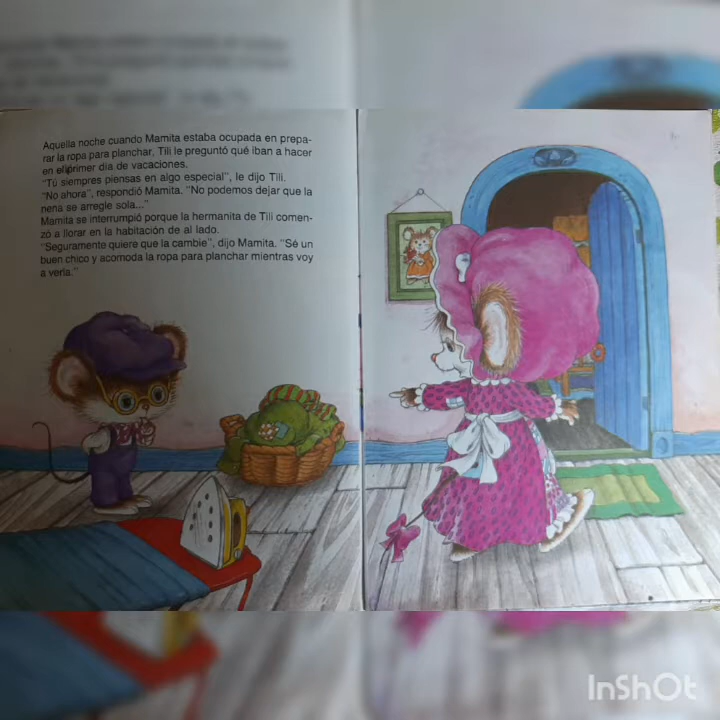 Aquella noche cuando Mamita estaba ocupada en prepa-
rar la ropa para planchar, Tili le preguntó qué iban a hacer
en el primer día de vacaciones.
"Tú siempres piensas en algo especial", le dijo Tili.
"No ahora", respondió Mamita. "No podemos dejar que la
nena se arregle sola..."
Mamita se interrumpió porque la hermanita de Tili comen-
zó a llorar en la habitación de al lado.
"Seguramente quiere que la cambie", dijo Mamita. "Sé un
buen chico y acomoda la ropa para planchar mientras voy
a verla."
InShOt